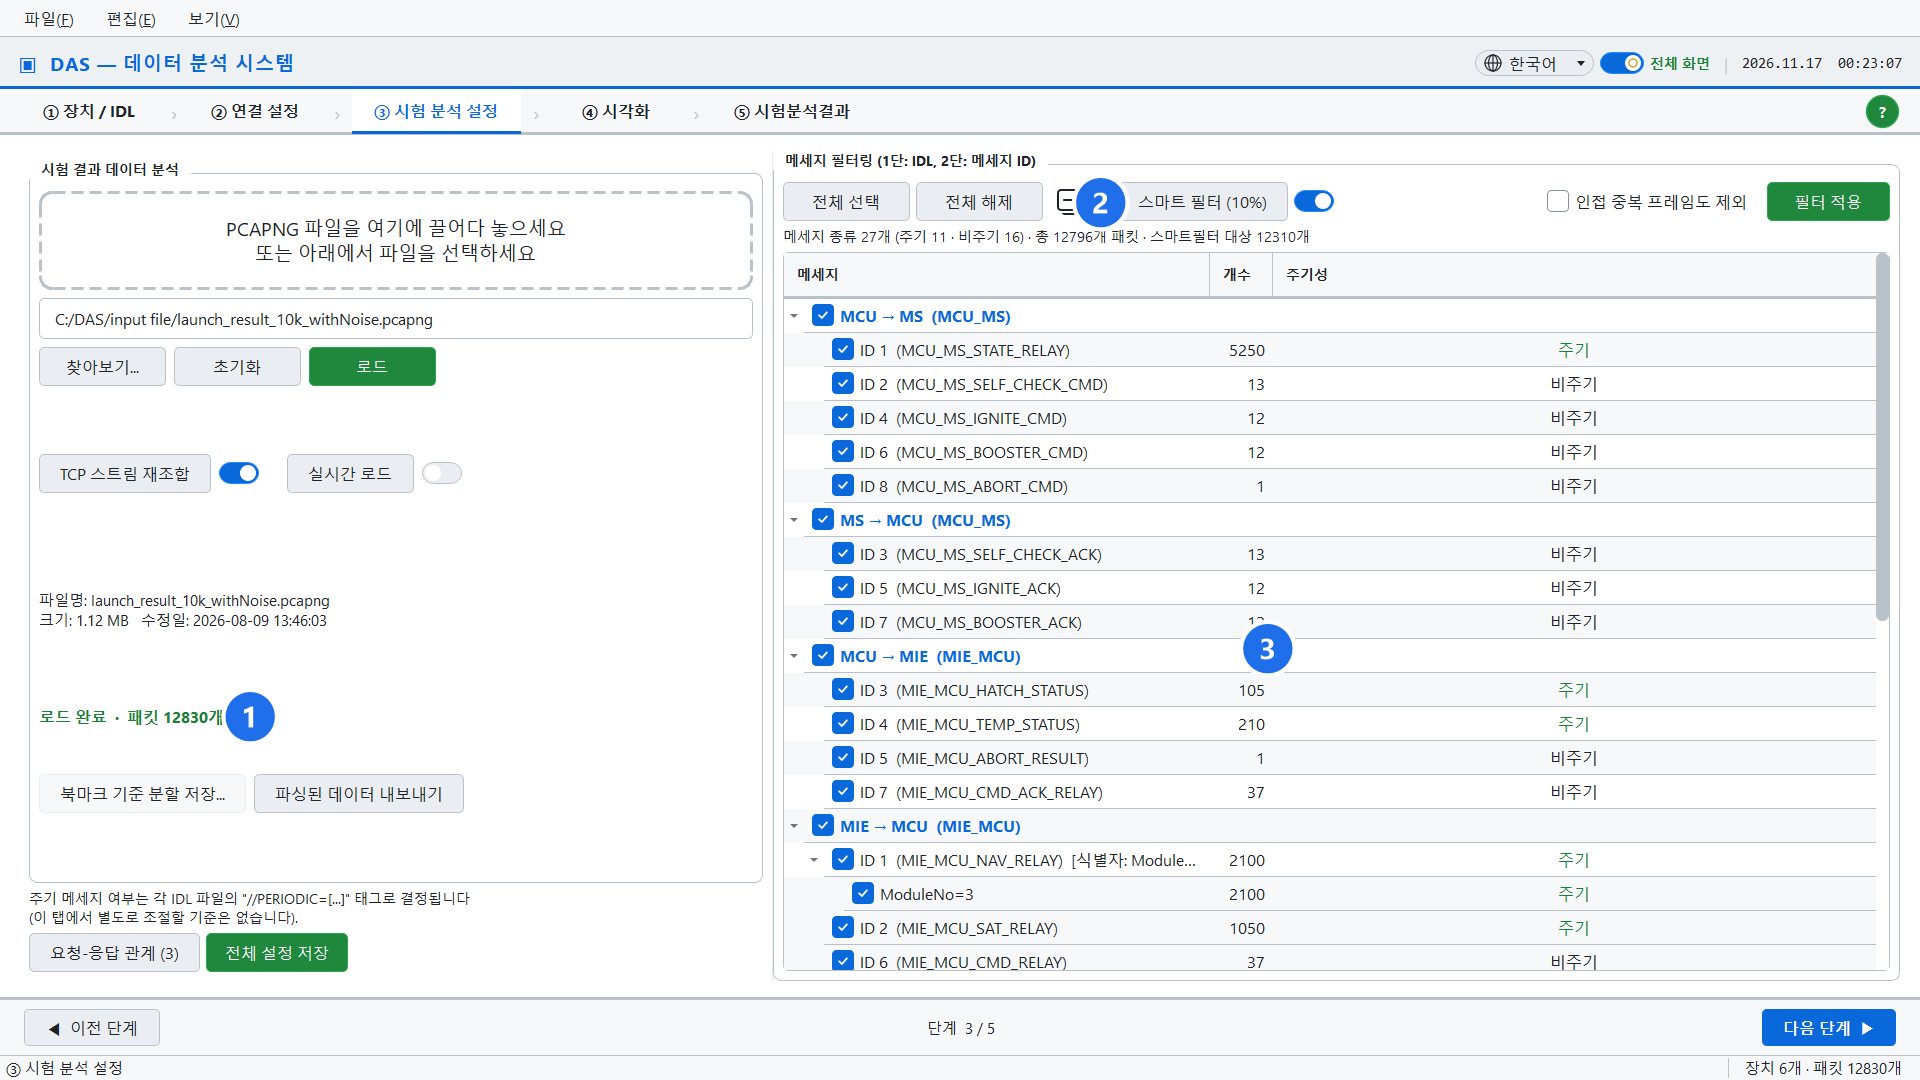 파일(F) 편집(E) 보기(V)
DAS — 데이터 분석 시스템
한국어 전체 화면 2026.11.17 00:23:07
① 장치 / IDL › ② 연결 설정 › ③ 시험 분석 설정 › ④ 시각화 › ⑤ 시험분석결과 ?
시험 결과 데이터 분석
PCAPNG 파일을 여기에 끌어다 놓으세요
또는 아래에서 파일을 선택하세요
C:/DAS/input file/launch_result_10k_withNoise.pcapng
찾아보기... 초기화 로드
TCP 스트림 재조합 실시간 로드
파일명: launch_result_10k_withNoise.pcapng
크기: 1.12 MB 수정일: 2026-08-09 13:46:03
로드 완료 · 패킷 12830개 1
북마크 기준 분할 저장... 파싱된 데이터 내보내기
주기 메세지 여부는 각 IDL 파일의 "//PERIODIC=[...]" 태그로 결정됩니다
(이 탭에서 별도로 조절할 기준은 없습니다).
요청-응답 관계 (3) 전체 설정 저장
메세지 필터링 (1단: IDL, 2단: 메세지 ID)
전체 선택 전체 해제 2 스마트 필터 (10%) 인접 중복 프레임도 제외 필터 적용
메세지 종류 27개 (주기 11 · 비주기 16) · 총 12796개 패킷 · 스마트필터 대상 12310개
메세지 개수 주기성
MCU → MS (MCU_MS)
ID 1 (MCU_MS_STATE_RELAY) 5250 주기
ID 2 (MCU_MS_SELF_CHECK_CMD) 13 비주기
ID 4 (MCU_MS_IGNITE_CMD) 12 비주기
ID 6 (MCU_MS_BOOSTER_CMD) 12 비주기
ID 8 (MCU_MS_ABORT_CMD) 1 비주기
MS → MCU (MCU_MS)
ID 3 (MCU_MS_SELF_CHECK_ACK) 13 비주기
ID 5 (MCU_MS_IGNITE_ACK) 12 비주기
ID 7 (MCU_MS_BOOSTER_ACK) 비주기
3
MCU → MIE (MIE_MCU)
ID 3 (MIE_MCU_HATCH_STATUS) 105 주기
ID 4 (MIE_MCU_TEMP_STATUS) 210 주기
ID 5 (MIE_MCU_ABORT_RESULT) 1 비주기
ID 7 (MIE_MCU_CMD_ACK_RELAY) 37 비주기
MIE → MCU (MIE_MCU)
ID 1 (MIE_MCU_NAV_RELAY) [식별자: Module... 2100 주기
ModuleNo=3 2100 주기
ID 2 (MIE_MCU_SAT_RELAY) 1050 주기
ID 6 (MIE_MCU_CMD_RELAY) 37 비주기
◀ 이전 단계 단계 3 / 5 다음 단계 ▶
③ 시험 분석 설정 장치 6개 · 패킷 12830개